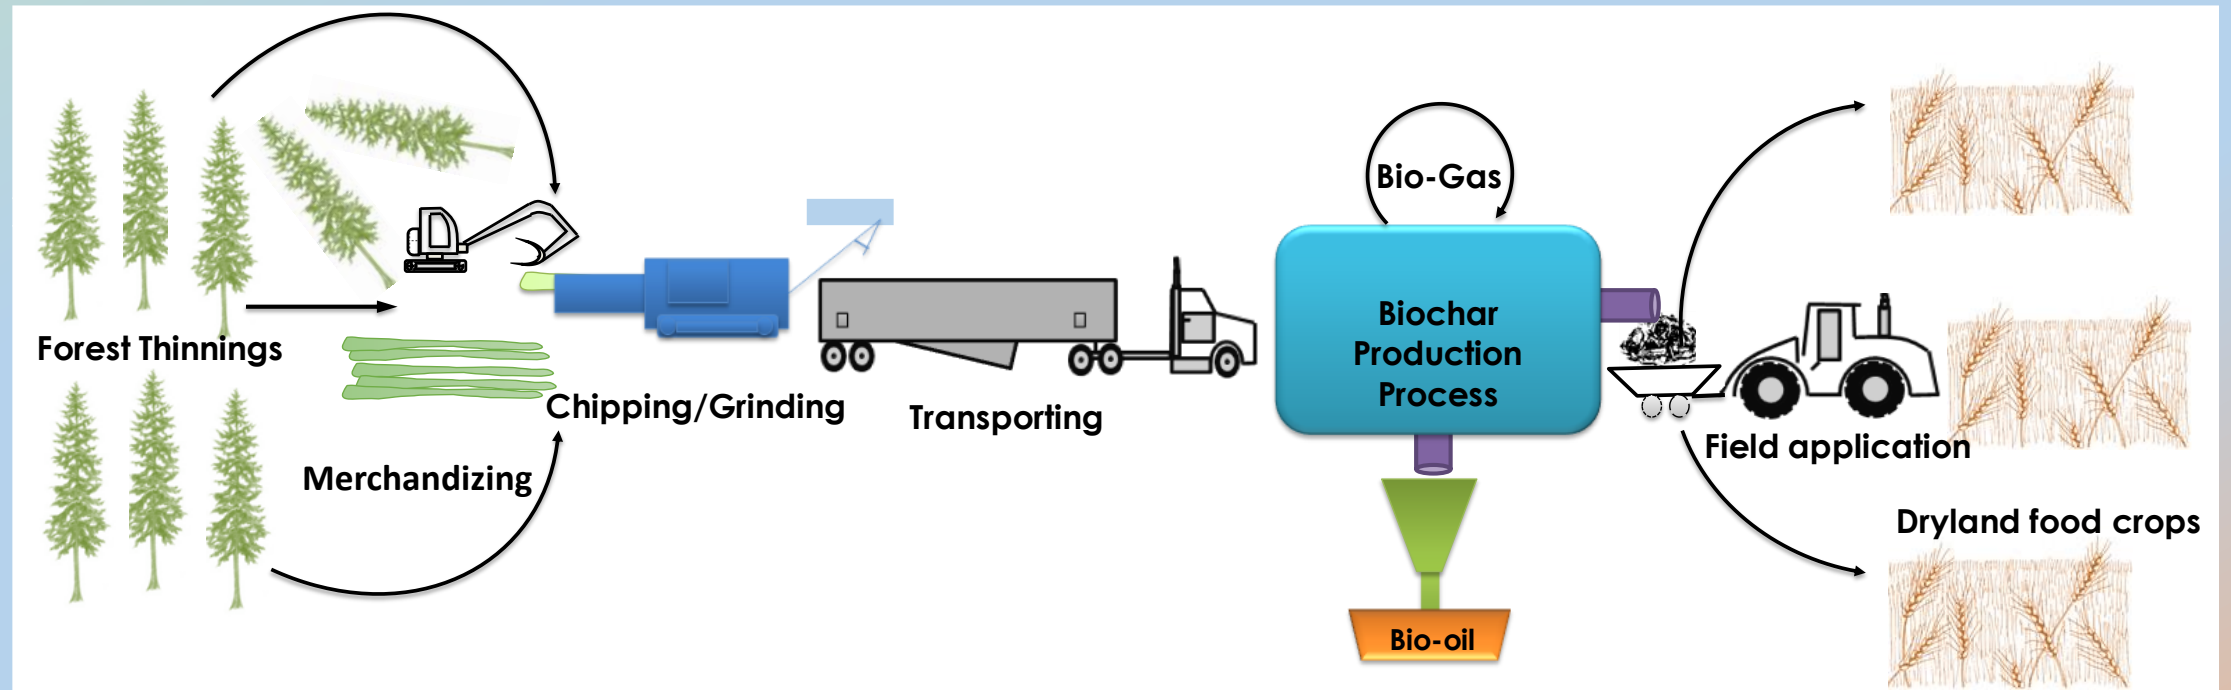 Forest Thinnings
Merchandizing
Chipping/Grinding
Transporting
Bio-Gas
Biochar
Production
Process
Bio-oil
Field application
Dryland food crops